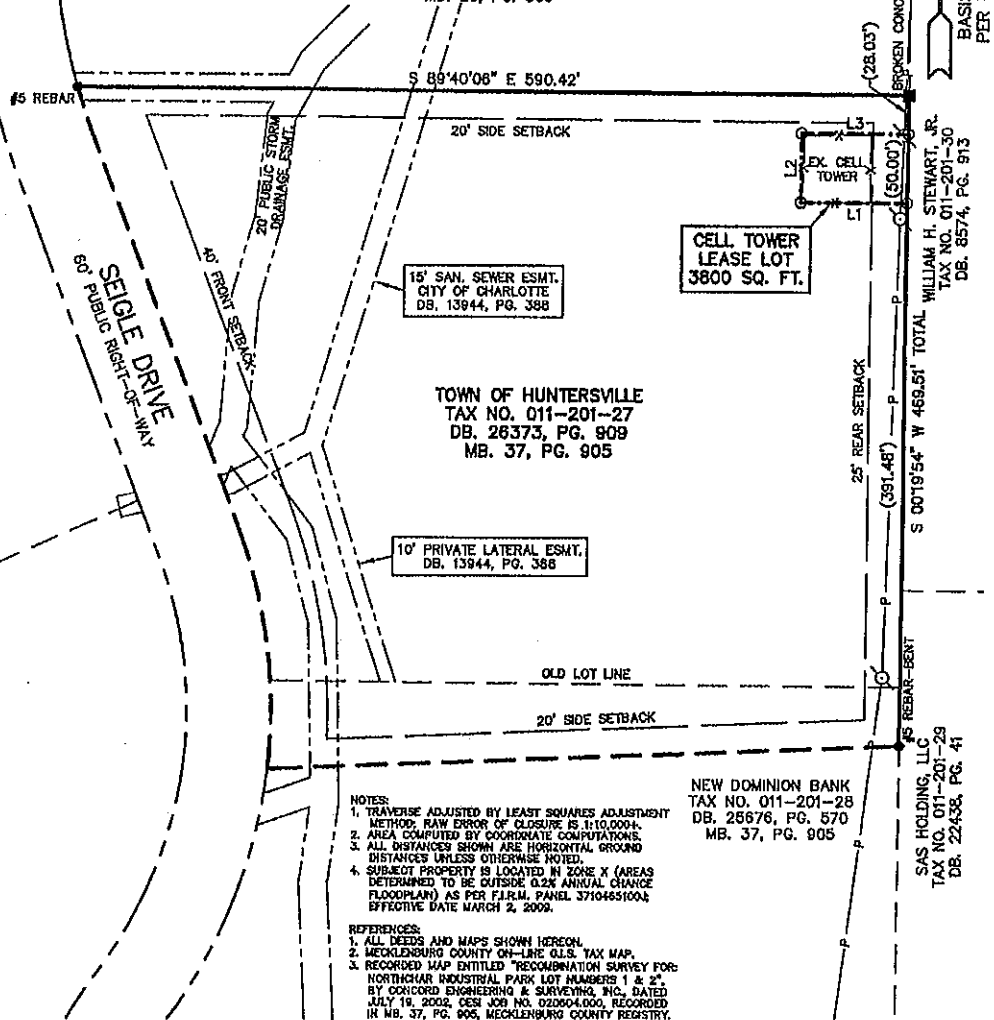 BASIS
PER
BROKEN CONC
(28.03')
S 89°40'06" E 590.42'
#5 REBAR
20' SIDE SETBACK
20' PUBLIC STORM
DRAINAGE ESMT.
L3
L2
EX. CELL
TOWER
L1
(50.00')
WILLIAM H. STEWART, JR.
TAX NO. 011-201-30
DB. 8574, PG. 913
CELL TOWER
LEASE LOT
3800 SQ. FT.
40' FRONT SETBACK
15' SAN. SEWER ESMT.
CITY OF CHARLOTTE
DB. 13944, PG. 388
SEIGLE DRIVE
60' PUBLIC RIGHT-OF-WAY
TOWN OF HUNTERSVILLE
TAX NO. 011-201-27
DB. 26373, PG. 909
MB. 37, PG. 905
25' REAR SETBACK
(391.48')
S 00°19'54" W 469.51' TOTAL
P
P
P
P
10' PRIVATE LATERAL ESMT.
DB. 13944, PG. 388
OLD LOT LINE
20' SIDE SETBACK
#5 REBAR-BENT
P
P
NEW DOMINION BANK
TAX NO. 011-201-28
DB. 25676, PG. 570
MB. 37, PG. 905
SAS HOLDING, LLC
TAX NO. 011-201-29
DB. 22438, PG. 41
NOTES:
1. TRAVERSE ADJUSTED BY LEAST SQUARES ADJUSTMENT
METHOD; RAW ERROR OF CLOSURE IS 1:10,000+.
2. AREA COMPUTED BY COORDINATE COMPUTATIONS.
3. ALL DISTANCES SHOWN ARE HORIZONTAL GROUND
DISTANCES UNLESS OTHERWISE NOTED.
4. SUBJECT PROPERTY IS LOCATED IN ZONE X (AREAS
DETERMINED TO BE OUTSIDE 0.2% ANNUAL CHANCE
FLOODPLAIN) AS PER F.I.R.M. PANEL 3710465100J;
EFFECTIVE DATE MARCH 2, 2009.
REFERENCES:
1. ALL DEEDS AND MAPS SHOWN HEREON.
2. MECKLENBURG COUNTY ON-LINE G.I.S. TAX MAP.
3. RECORDED MAP ENTITLED "RECOMBINATION SURVEY FOR:
NORTHCHAR INDUSTRIAL PARK LOT NUMBERS 1 & 2",
BY CONCORD ENGINEERING & SURVEYING, INC., DATED
JULY 19, 2002, CESI JOB NO. 020604.000, RECORDED
IN MB. 37, PG. 905, MECKLENBURG COUNTY REGISTRY.